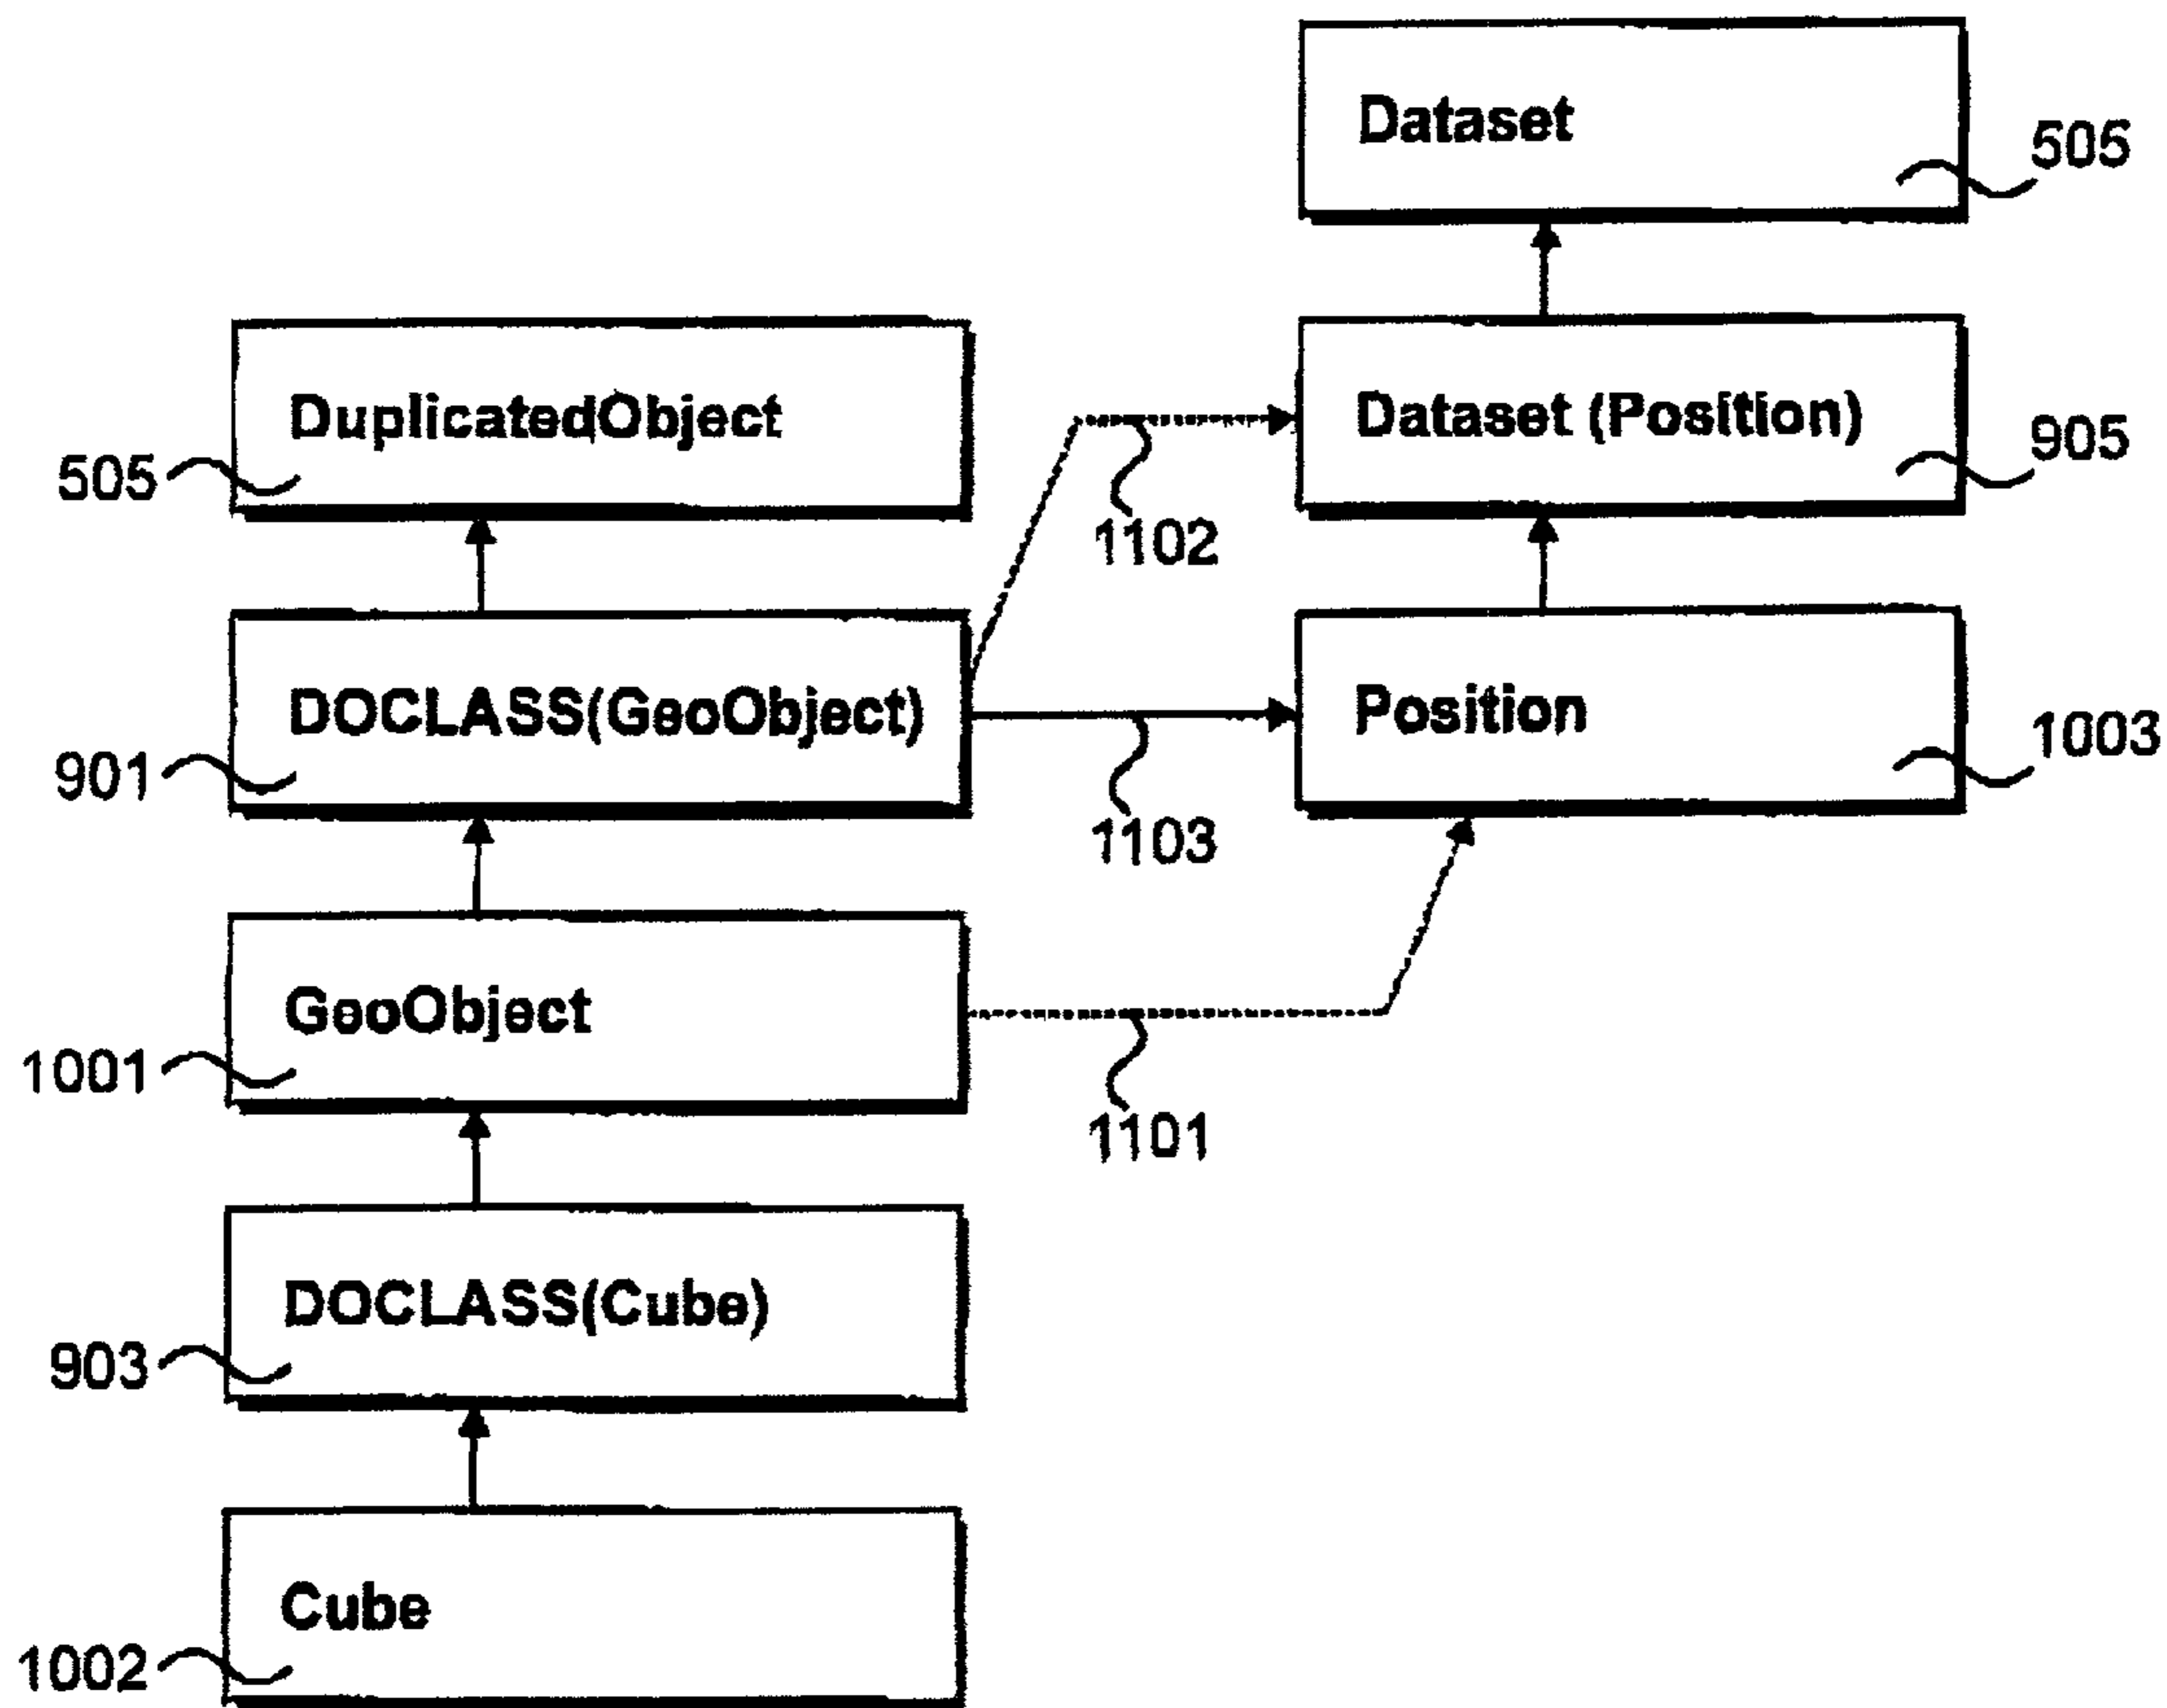 Dataset
505
DuplicatedObject
505
Dataset (Position)
905
1102
DOCLASS(GeoObject)
901
Position
1003
1103
GeoObject
1001
1101
DOCLASS(Cube)
903
Cube
1002